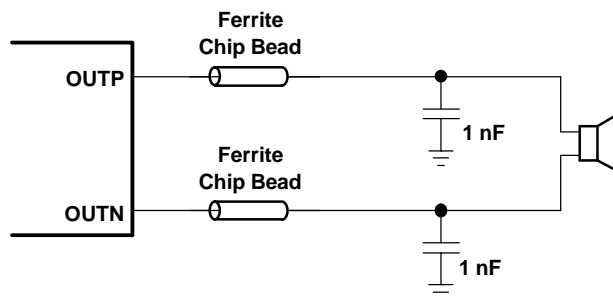 Ferrite
Chip Bead
OUTP
1 nF
Ferrite
Chip Bead
OUTN
1 nF